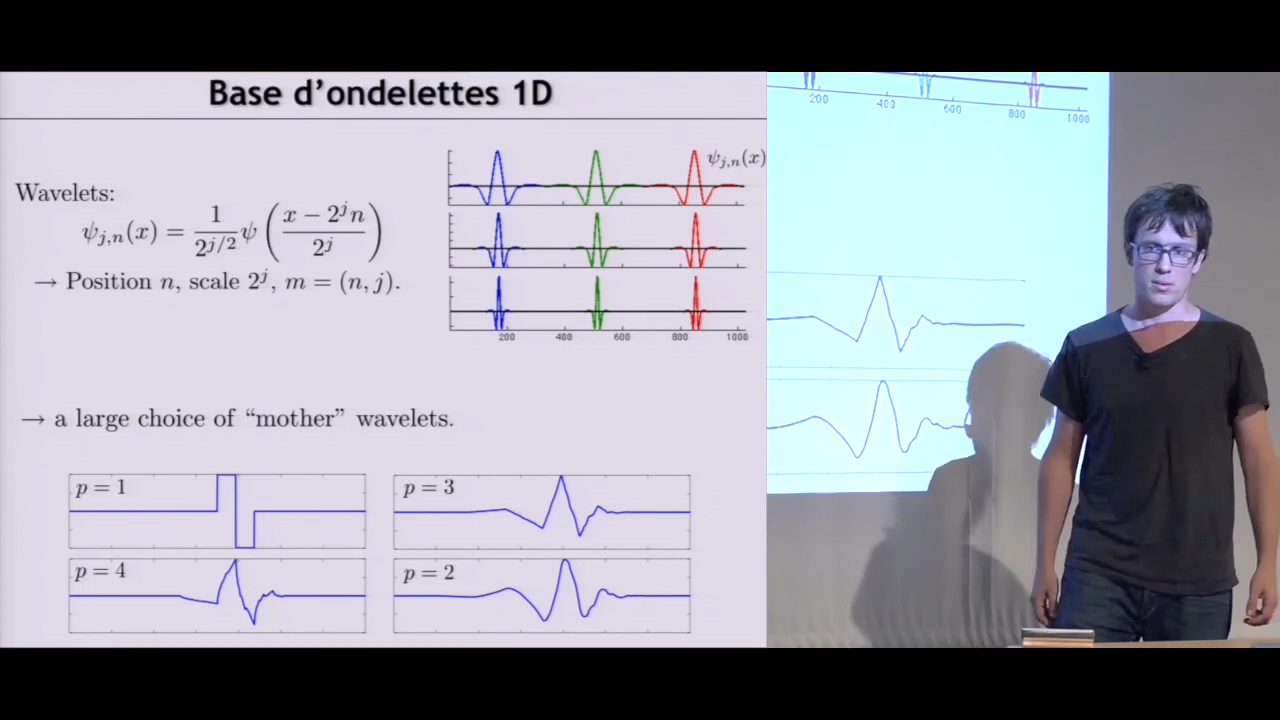 Base d'ondelettes 1D
Wavelets:
ψ_{j,n}(x) = 1/2^{j/2} ψ((x − 2^j n)/2^j)
→ Position n, scale 2^j, m = (n, j).
ψ_{j,n}(x)
200 400 600 800 1000
→ a large choice of “mother” wavelets.
p = 1
p = 3
p = 4
p = 2
200 400 600 800 1000